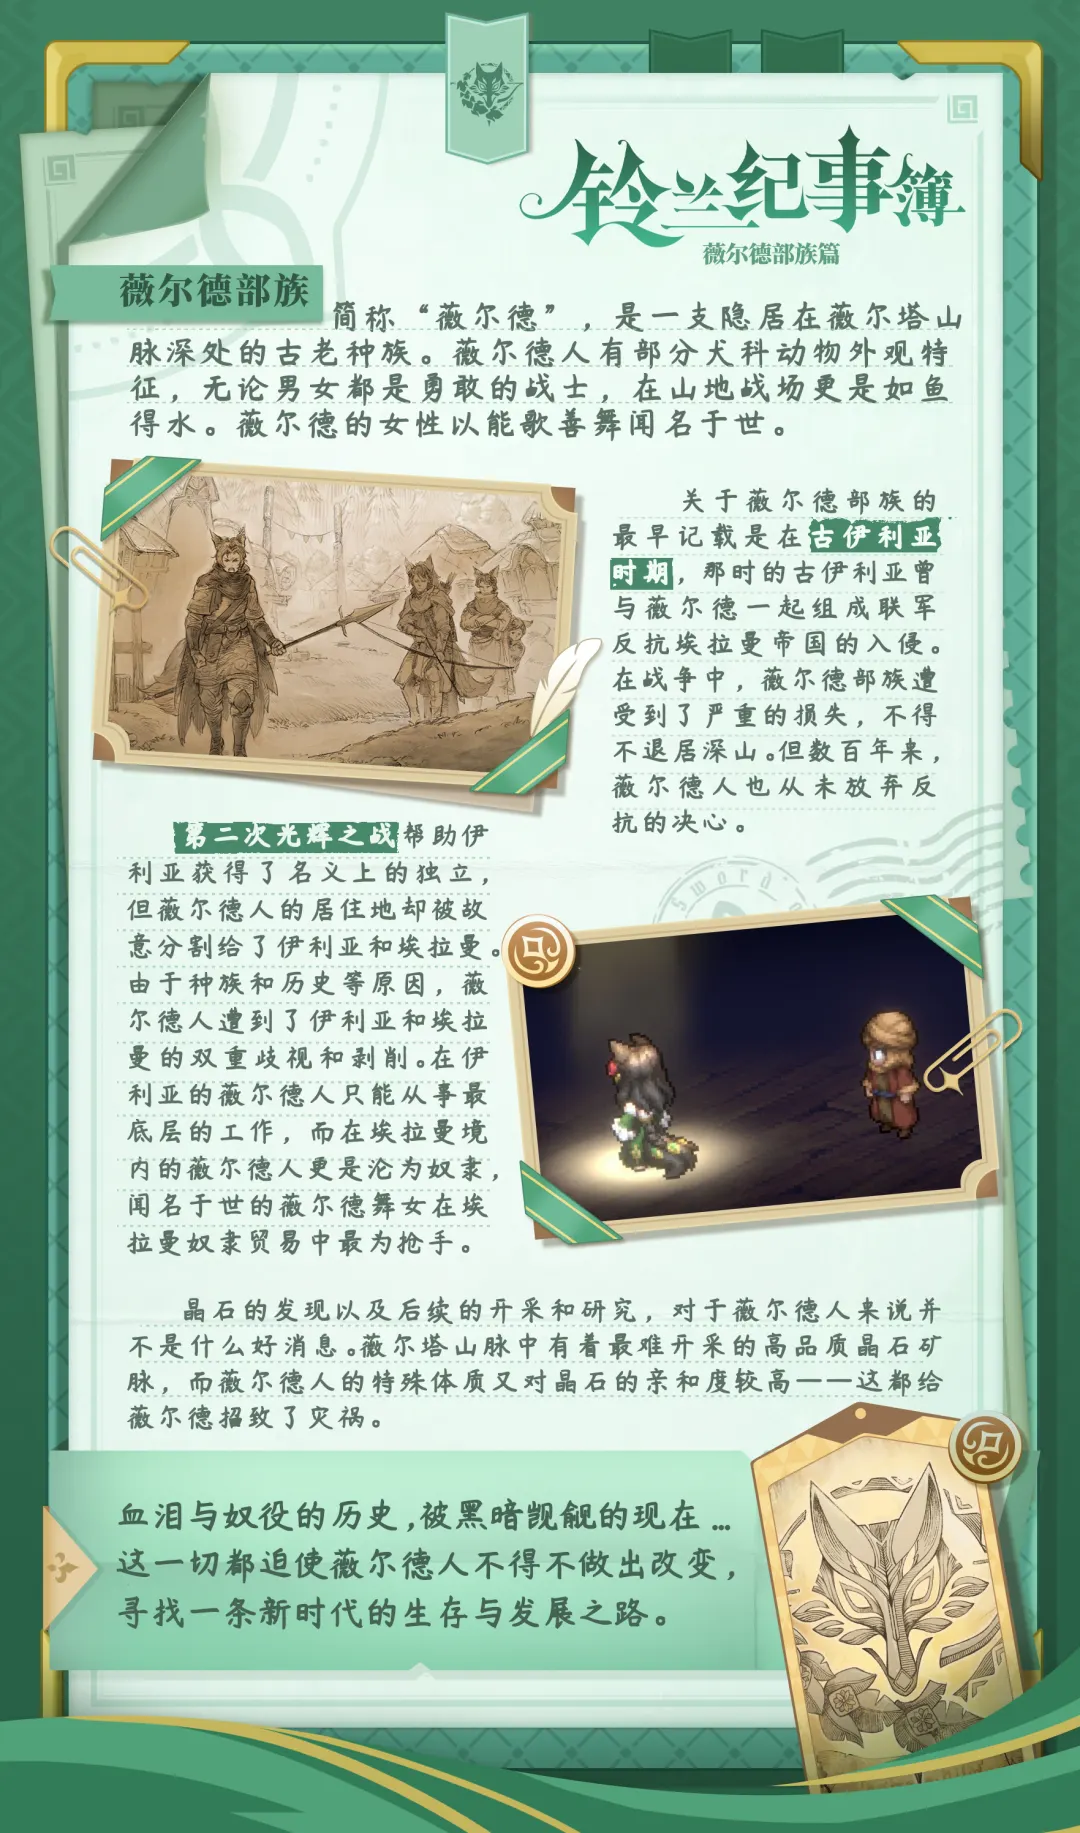 铃兰纪事簿
薇尔德部族篇
薇尔德部族
简称“薇尔德”，是一支隐居在薇尔塔山
脉深处的古老种族。薇尔德人有部分犬科动物外观特
征，无论男女都是勇敢的战士，在山地战场更是如鱼
得水。薇尔德的女性以能歌善舞闻名于世。
关于薇尔德部族的
最早记载是在古伊利亚
时期，那时的古伊利亚曾
与薇尔德一起组成联军
反抗埃拉曼帝国的入侵。
在战争中，薇尔德部族遭
受到了严重的损失，不得
不退居深山。但数百年来，
薇尔德人也从未放弃反
抗的决心。
第二次光辉之战帮助伊
利亚获得了名义上的独立，
但薇尔德人的居住地却被故
意分割给了伊利亚和埃拉曼。
由于种族和历史等原因，薇
尔德人遭到了伊利亚和埃拉
曼的双重歧视和剥削。在伊
利亚的薇尔德人只能从事最
底层的工作，而在埃拉曼境
内的薇尔德人更是沦为奴隶，
闻名于世的薇尔德舞女在埃
拉曼奴隶贸易中最为抢手。
Sword
晶石的发现以及后续的开采和研究，对于薇尔德人来说并
不是什么好消息。薇尔塔山脉中有着最难开采的高品质晶石矿
脉，而薇尔德人的特殊体质又对晶石的亲和度较高——这都给
薇尔德招致了灾祸。
血泪与奴役的历史，被黑暗觊觎的现在...
这一切都迫使薇尔德人不得不做出改变，
寻找一条新时代的生存与发展之路。